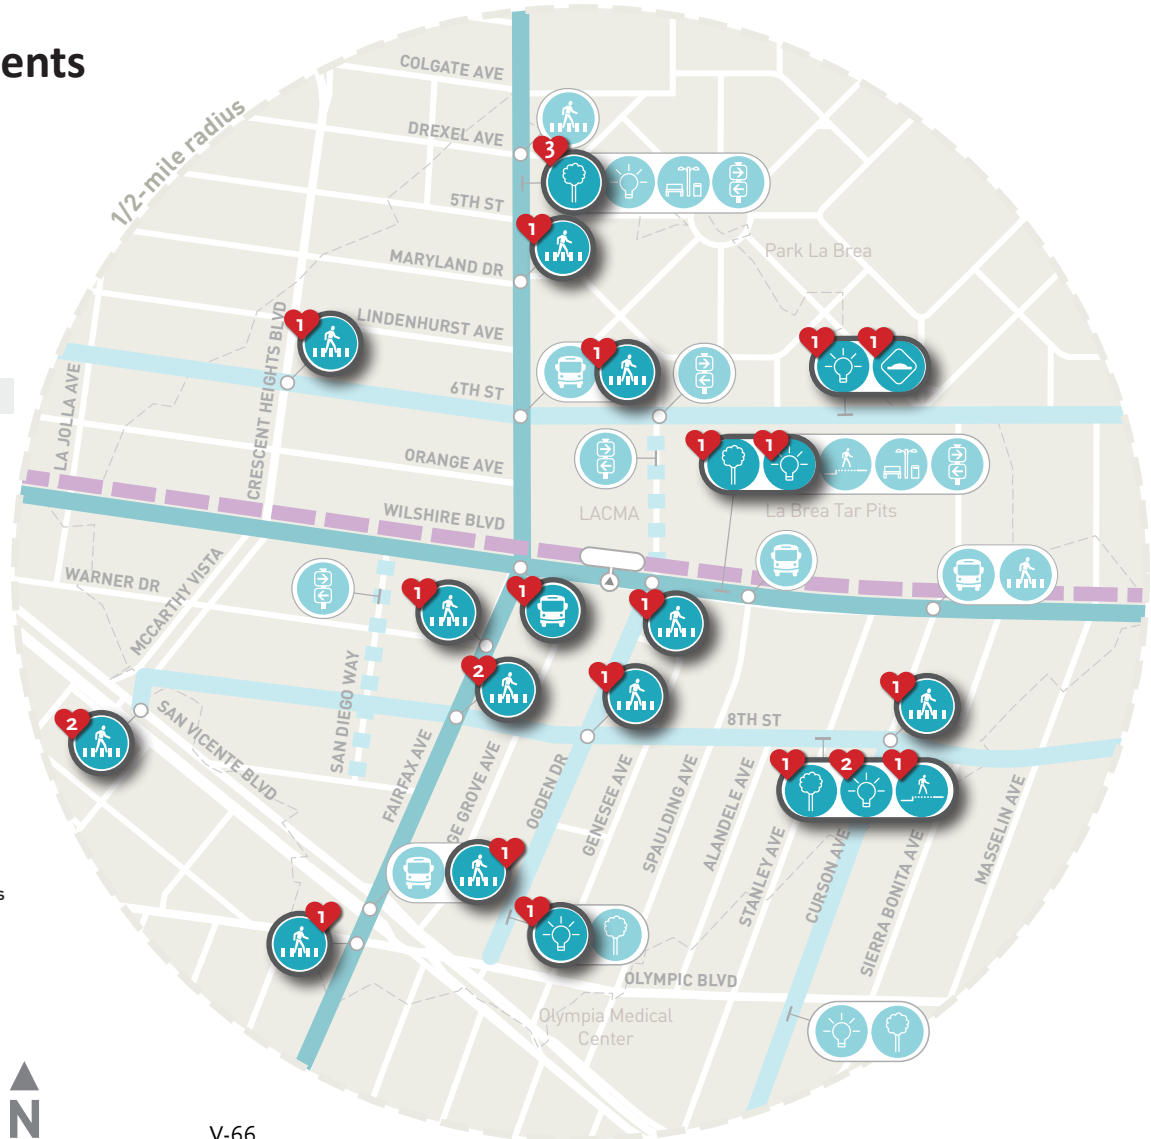 ents
1/2-mile radius
COLGATE AVE
DREXEL AVE
3
5TH ST
1
MARYLAND DR
Park La Brea
1
LINDENHURST AVE
1
1
1
CRESCENT HEIGHTS BLVD
LA JOLLA AVE
6TH ST
1
1
ORANGE AVE
WILSHIRE BLVD
LACMA
La Brea Tar Pits
WARNER DR
MCCARTHY VISTA
1
1
1
2
1
1
2
SAN VICENTE BLVD
SAN DIEGO WAY
8TH ST
FAIRFAX AVE
GE GROVE AVE
OGDEN DR
GENESEE AVE
SPAULDING AVE
ALANDELE AVE
1
2
1
STANLEY AVE
CURSON AVE
SIERRA BONITA AVE
MASSELIN AVE
1
s
1
1
OLYMPIC BLVD
Olympia Medical
Center
N
V-66